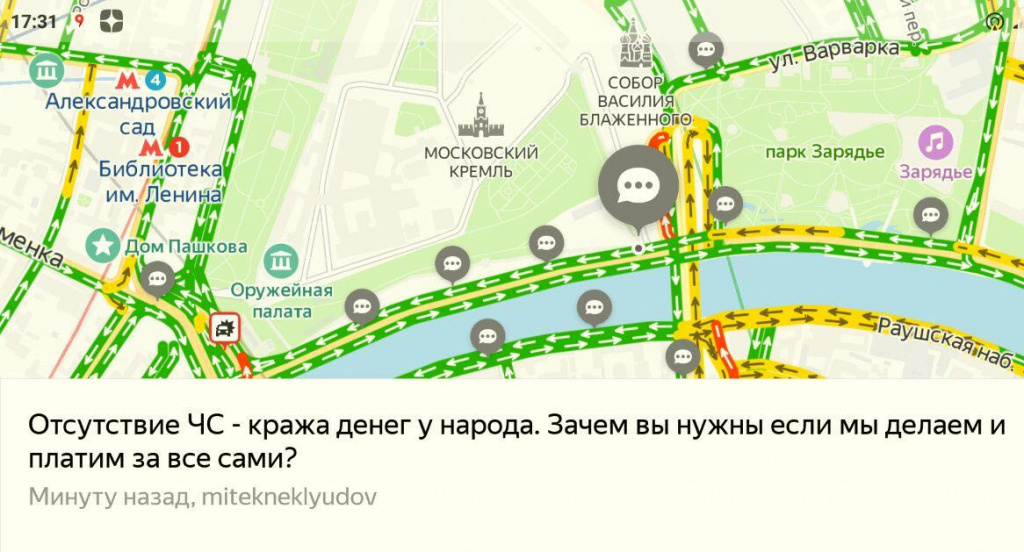 17:31
ул. Варварка
пер.
4
Александровский
сад
1
Библиотека
им. Ленина
СОБОР
ВАСИЛИЯ
БЛАЖЕННОГО
МОСКОВСКИЙ
КРЕМЛЬ
парк Зарядье
Зарядье
менка
Дом Пашкова
Оружейная
палата
Раушская наб.
Отсутствие ЧС - кража денег у народа. Зачем вы нужны если мы делаем и
платим за все сами?
Минуту назад, mitekneklyudov